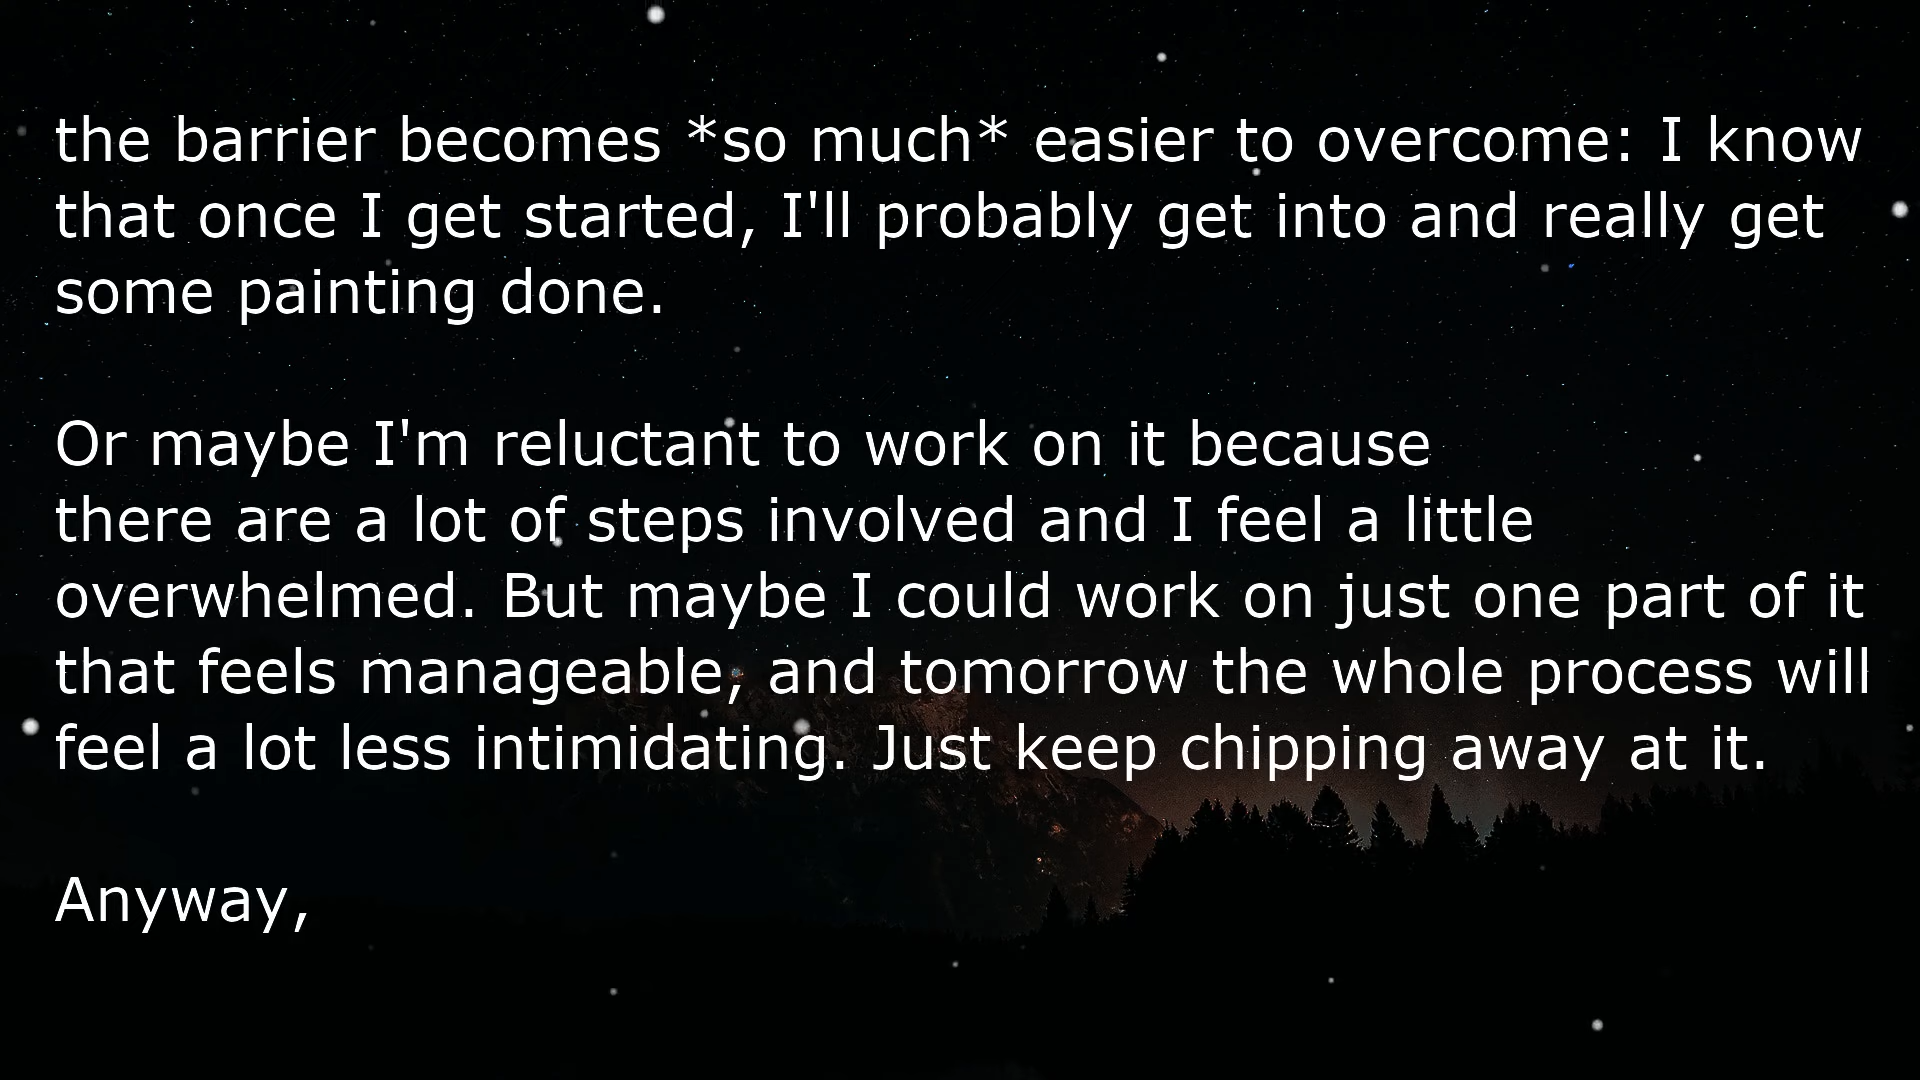 the barrier becomes *so much* easier to overcome: I know
that once I get started, I'll probably get into and really get
some painting done.
Or maybe I'm reluctant to work on it because
there are a lot of steps involved and I feel a little
overwhelmed. But maybe I could work on just one part of it
that feels manageable, and tomorrow the whole process will
feel a lot less intimidating. Just keep chipping away at it.
Anyway,